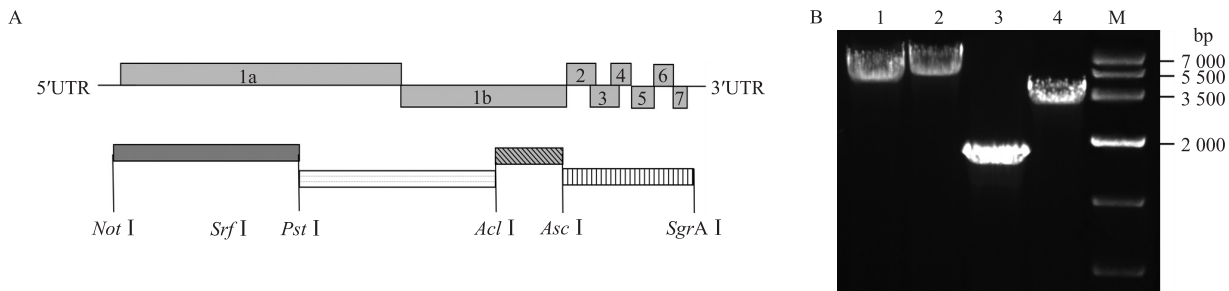 A
5′UTR 1a 1b 2 3 4 5 6 7 3′UTR
Not Ⅰ Srf Ⅰ Pst Ⅰ Acl Ⅰ Asc Ⅰ SgrA Ⅰ
B
1 2 3 4 M
bp
7 000
5 500
3 500
2 000